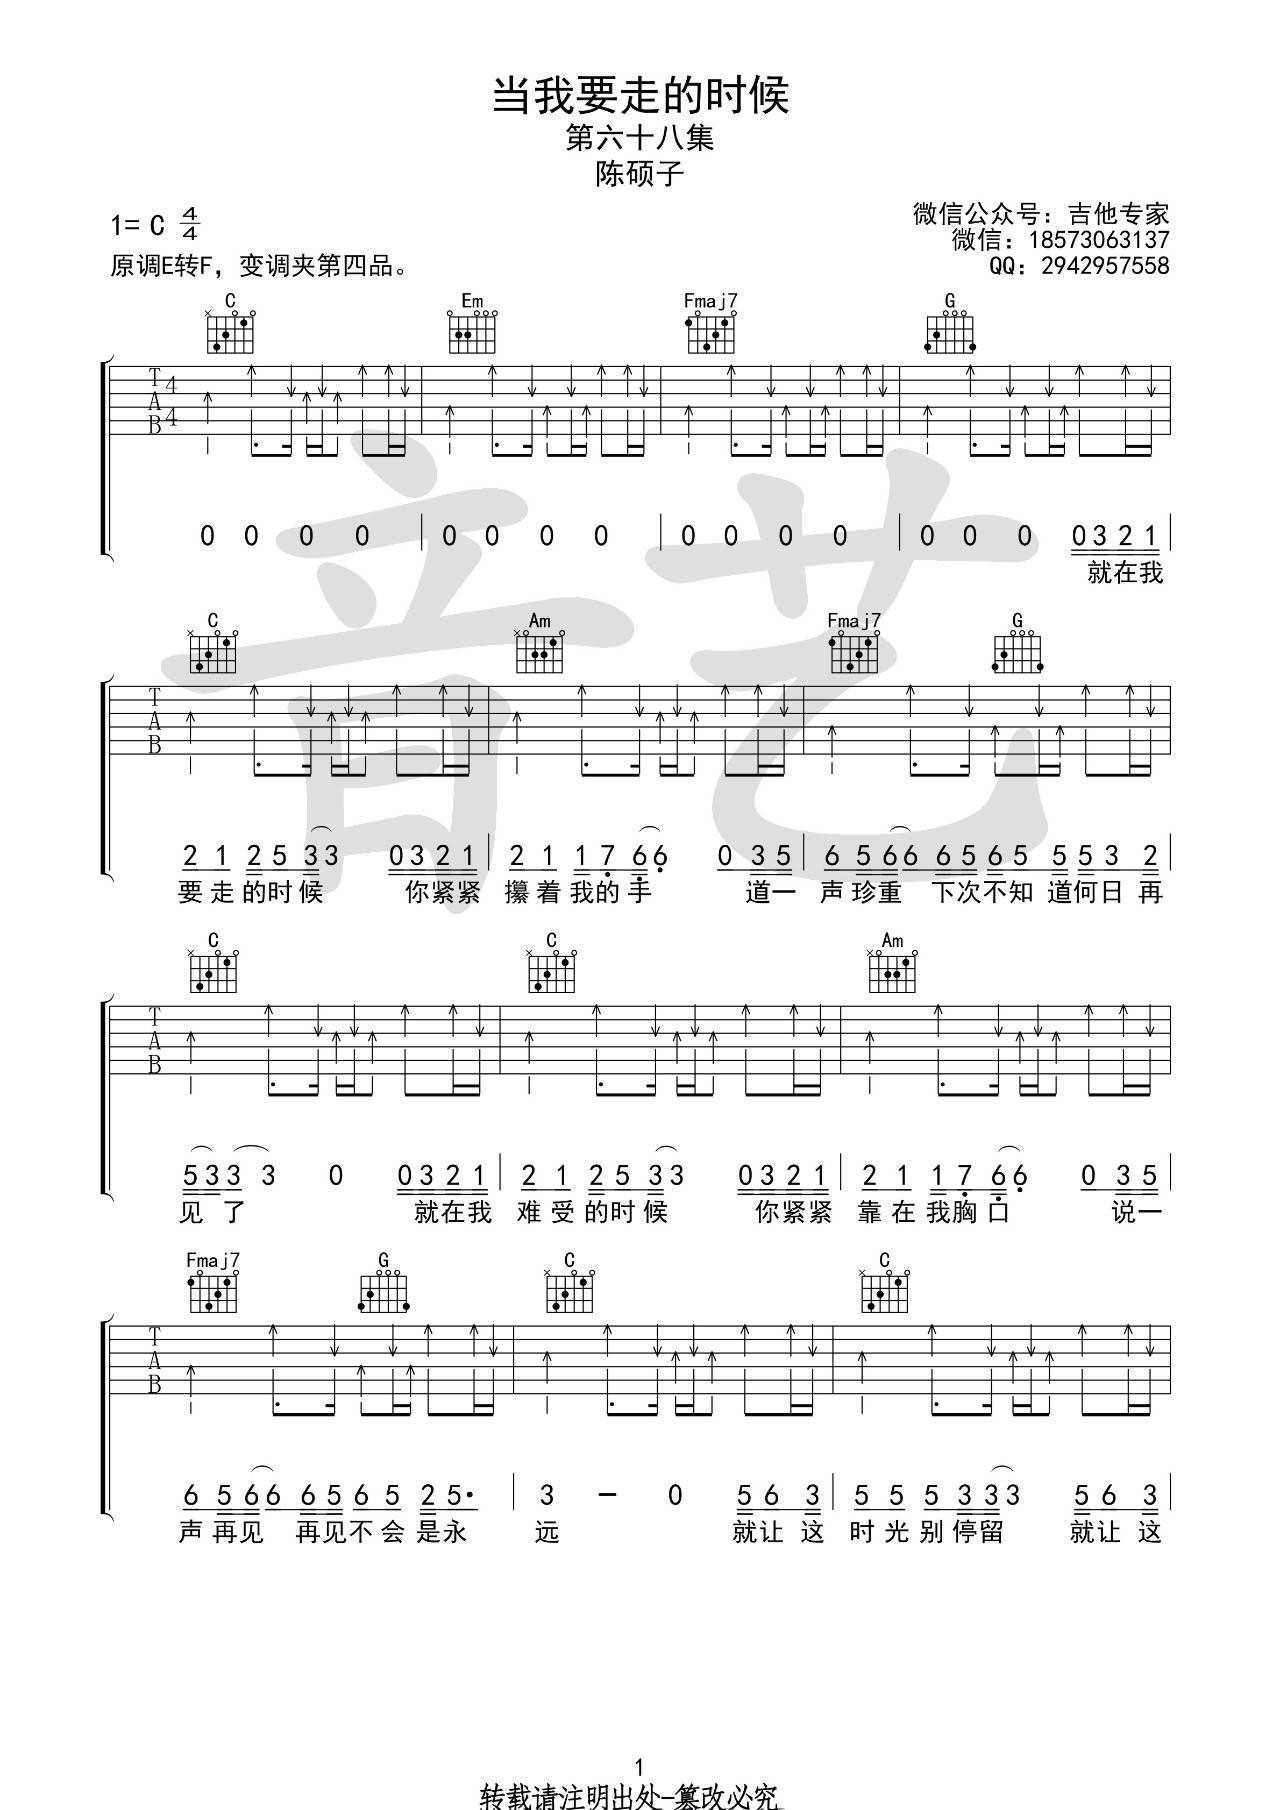 当我要走的时候
第六十八集
陈硕子
1= C 4/4
微信公众号：吉他专家
微信：18573063137
原调E转F，变调夹第四品。
QQ：2942957558
C Em Fmaj7 G
T 4
A
B 4
0 0 0 0 | 0 0 0 0 | 0 0 0 0 | 0 0 0 0 3 2 1 |
就在我
C Am Fmaj7 G
T
A
B
2 1 2 5 3 3 0 3 2 1 | 2 1 1 7 6 6 0 3 5 | 6 5 6 6 6 5 6 5 5 5 3 2 |
要走的时候 你紧紧 攥着我的手 道一 声珍重 下次不知道何日再
C C Am
T
A
B
5 3 3 3 0 0 3 2 1 | 2 1 2 5 3 3 0 3 2 1 | 2 1 1 7 6 6 0 3 5 |
见了 就在我 难受的时候 你紧紧 靠在我胸口 说一
Fmaj7 G C C
T
A
B
6 5 6 6 6 5 6 5 2 5· | 3 － 0 5 6 3 | 5 5 5 3 3 3 5 6 3 |
声再见 再见不会是永 远 就让这 时光别停留 就让这
音艺
1
转载请注明出处-篡改必究